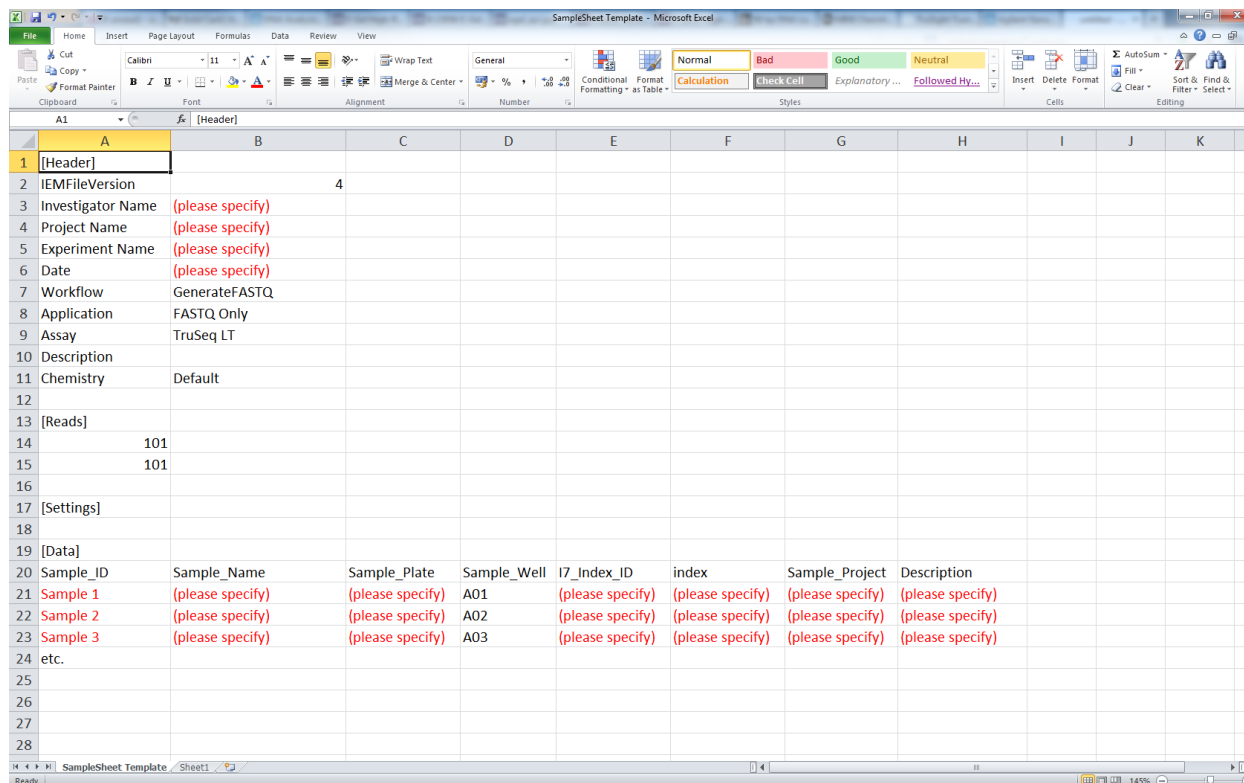 SampleSheet Template - Microsoft Excel
File Home Insert Page Layout Formulas Data Review View
Paste
Cut
Copy
Format Painter
Clipboard
Calibri 11
B I U
Font
Wrap Text
Merge & Center
Alignment
General
Number
Conditional Formatting
Format as Table
Normal Bad Good Neutral
Calculation Check Cell Explanatory ... Followed Hy...
Styles
Insert Delete Format
Cells
AutoSum
Fill
Clear
Sort & Filter
Find & Select
Editing
A1 fx [Header]
A B C D E F G H I J K
1 [Header]
2 IEMFileVersion 4
3 Investigator Name (please specify)
4 Project Name (please specify)
5 Experiment Name (please specify)
6 Date (please specify)
7 Workflow GenerateFASTQ
8 Application FASTQ Only
9 Assay TruSeq LT
10 Description
11 Chemistry Default
12
13 [Reads]
14 101
15 101
16
17 [Settings]
18
19 [Data]
20 Sample_ID Sample_Name Sample_Plate Sample_Well I7_Index_ID index Sample_Project Description
21 Sample 1 (please specify) (please specify) A01 (please specify) (please specify) (please specify) (please specify)
22 Sample 2 (please specify) (please specify) A02 (please specify) (please specify) (please specify) (please specify)
23 Sample 3 (please specify) (please specify) A03 (please specify) (please specify) (please specify) (please specify)
24 etc.
25
26
27
28
SampleSheet Template Sheet1
Ready 145%